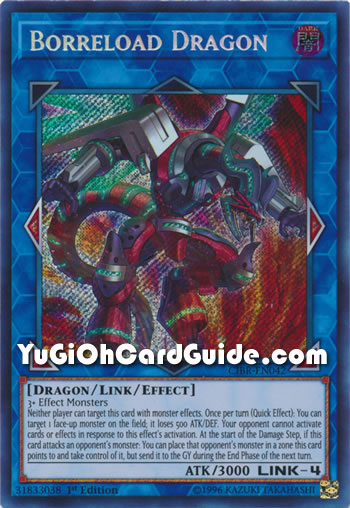 BORRELOAD DRAGON
YuGiOhCardGuide.com
CIBR-EN042
[DRAGON/LINK/EFFECT]
3+ Effect Monsters
Neither player can target this card with monster effects. Once per turn (Quick Effect): You can
target 1 face-up monster on the field; it loses 500 ATK/DEF. Your opponent cannot activate
cards or effects in response to this effect's activation. At the start of the Damage Step, if this
card attacks an opponent's monster: You can place that opponent's monster in a zone this card
points to and take control of it, but send it to the GY during the End Phase of the next turn.
ATK/3000 LINK-4
31833038 1st Edition ©1996 KAZUKI TAKAHASHI